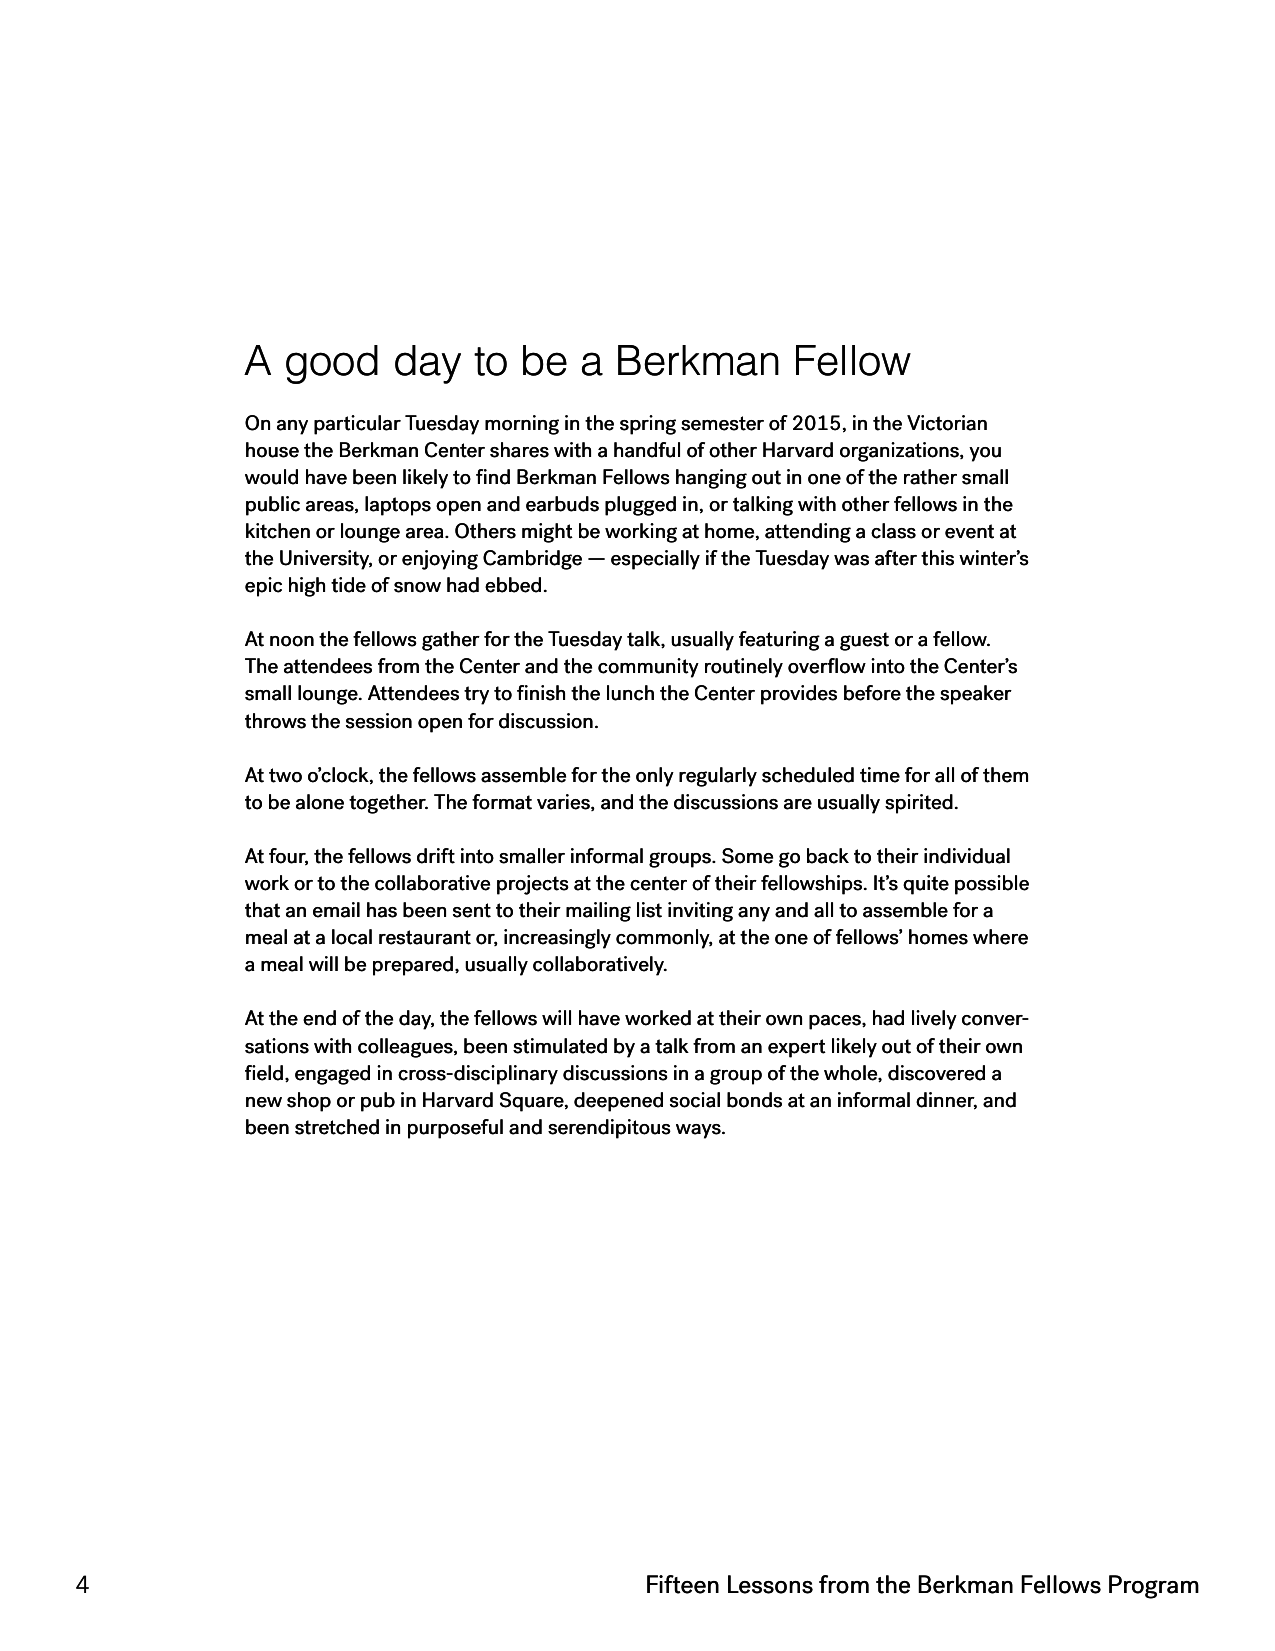 A good day to be a Berkman Fellow
On any particular Tuesday morning in the spring semester of 2015, in the Victorian
house the Berkman Center shares with a handful of other Harvard organizations, you
would have been likely to find Berkman Fellows hanging out in one of the rather small
public areas, laptops open and earbuds plugged in, or talking with other fellows in the
kitchen or lounge area. Others might be working at home, attending a class or event at
the University, or enjoying Cambridge — especially if the Tuesday was after this winter’s
epic high tide of snow had ebbed.
At noon the fellows gather for the Tuesday talk, usually featuring a guest or a fellow.
The attendees from the Center and the community routinely overflow into the Center’s
small lounge. Attendees try to finish the lunch the Center provides before the speaker
throws the session open for discussion.
At two o’clock, the fellows assemble for the only regularly scheduled time for all of them
to be alone together. The format varies, and the discussions are usually spirited.
At four, the fellows drift into smaller informal groups. Some go back to their individual
work or to the collaborative projects at the center of their fellowships. It’s quite possible
that an email has been sent to their mailing list inviting any and all to assemble for a
meal at a local restaurant or, increasingly commonly, at the one of fellows’ homes where
a meal will be prepared, usually collaboratively.
At the end of the day, the fellows will have worked at their own paces, had lively conver-
sations with colleagues, been stimulated by a talk from an expert likely out of their own
field, engaged in cross-disciplinary discussions in a group of the whole, discovered a
new shop or pub in Harvard Square, deepened social bonds at an informal dinner, and
been stretched in purposeful and serendipitous ways.
4
Fifteen Lessons from the Berkman Fellows Program